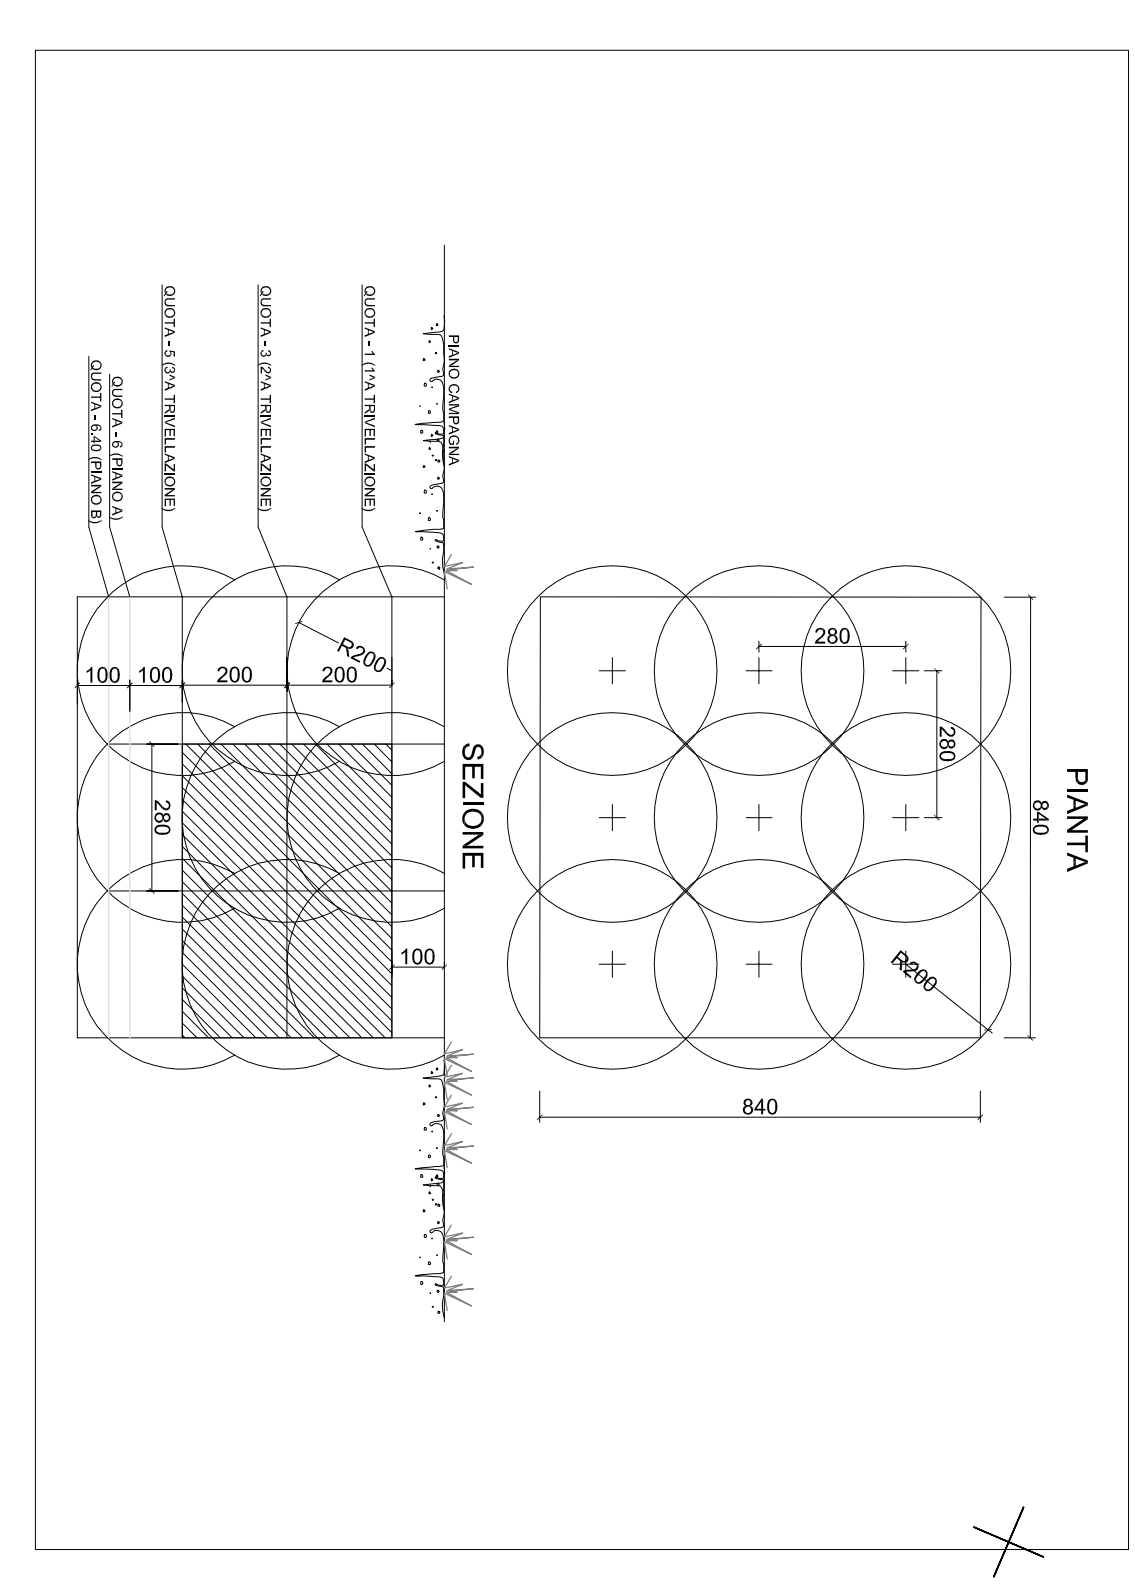 PIANTA
840
280
280
R200
840
SEZIONE
PIANO CAMPAGNA
QUOTA - 1 (1^A TRIVELLAZIONE)
QUOTA - 3 (2^A TRIVELLAZIONE)
QUOTA - 5 (3^A TRIVELLAZIONE)
QUOTA - 6 (PIANO A)
QUOTA - 6.40 (PIANO B)
R200
100
100
200
200
280
100